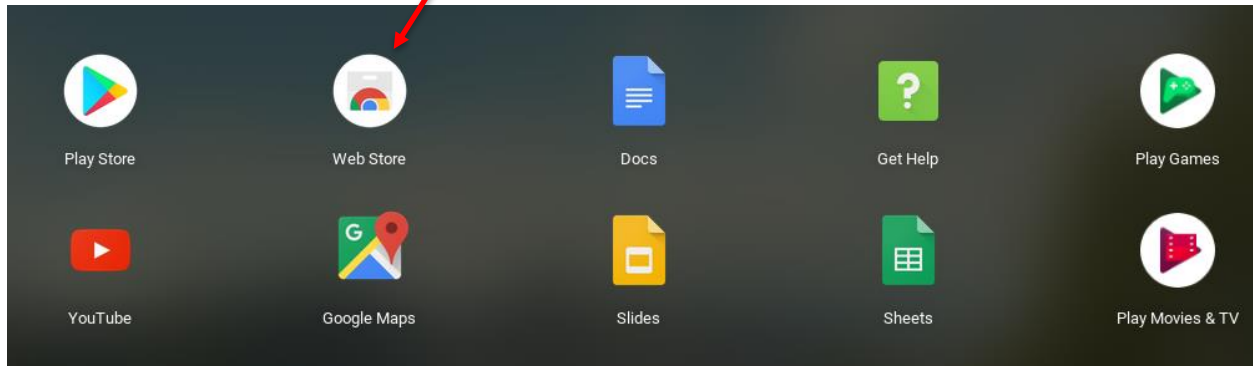 Play Store
Web Store
Docs
?
Get Help
Play Games
YouTube
G
Google Maps
Slides
Sheets
Play Movies & TV